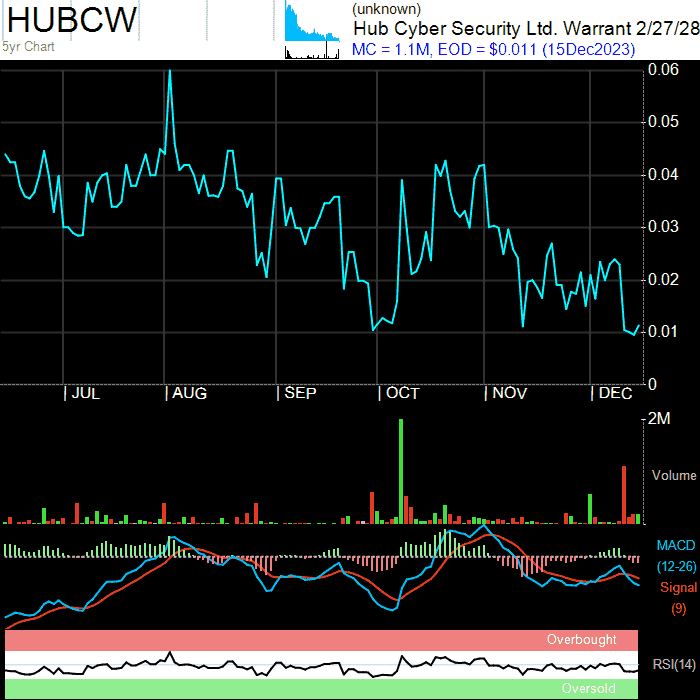 HUBCW
(unknown)
Hub Cyber Security Ltd. Warrant 2/27/28
5yr Chart
MC = 1.1M, EOD = $0.011 (15Dec2023)
0.06
0.05
0.04
0.03
0.02
0.01
0
JUL AUG SEP OCT NOV DEC
2M
Volume
MACD
(12-26)
Signal
(9)
Overbought
RSI(14)
Oversold